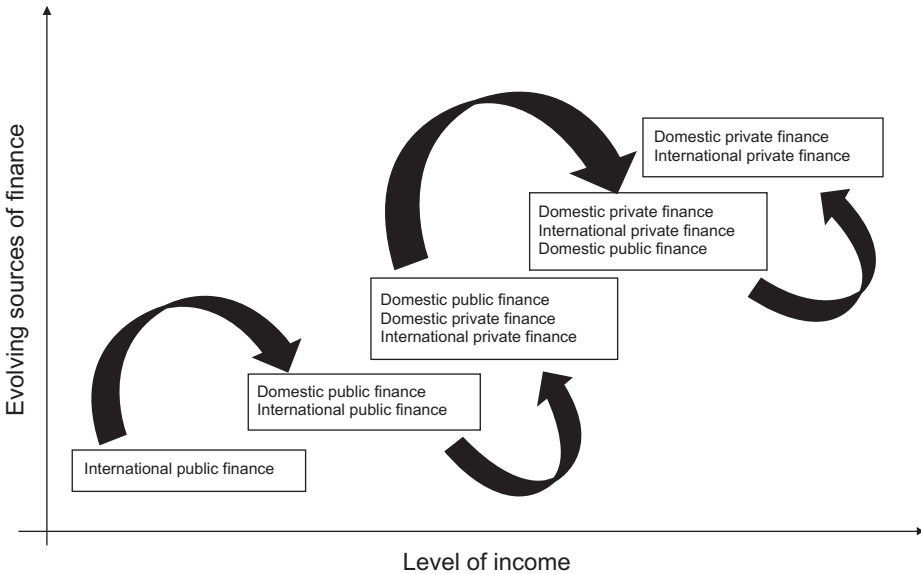 Evolving sources of finance
Domestic private finance
International private finance
Domestic private finance
International private finance
Domestic public finance
Domestic public finance
Domestic private finance
International private finance
Domestic public finance
International public finance
International public finance
Level of income